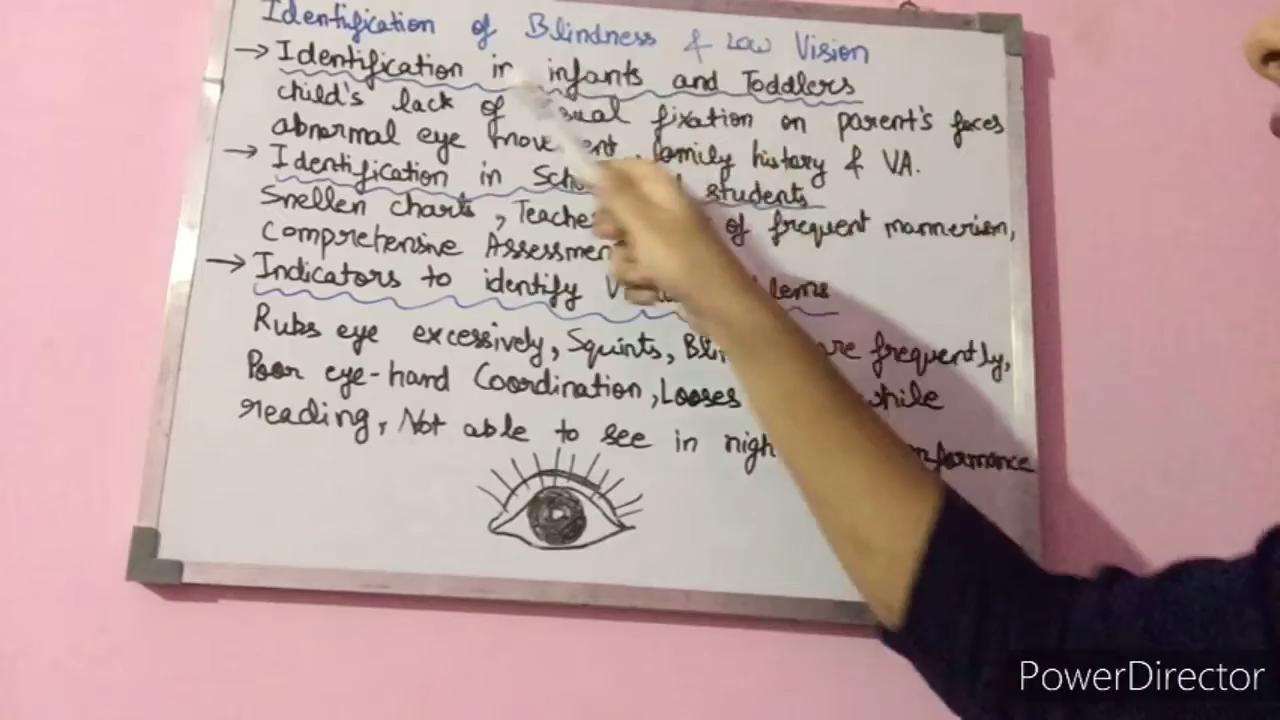 Identification of Blindness & Low Vision
→ Identification in infants and Toddlers
child's lack of fixation on parent's faces
abnormal eye family history & VA.
→ Identification in students
Snellen charts, of frequent mannerism,
Comprehensive
→ Indicators to identify
Rubs eye excessively, Squints, frequently,
Poor eye-hand Coordination, Looses while
reading, Not able to see in
PowerDirector